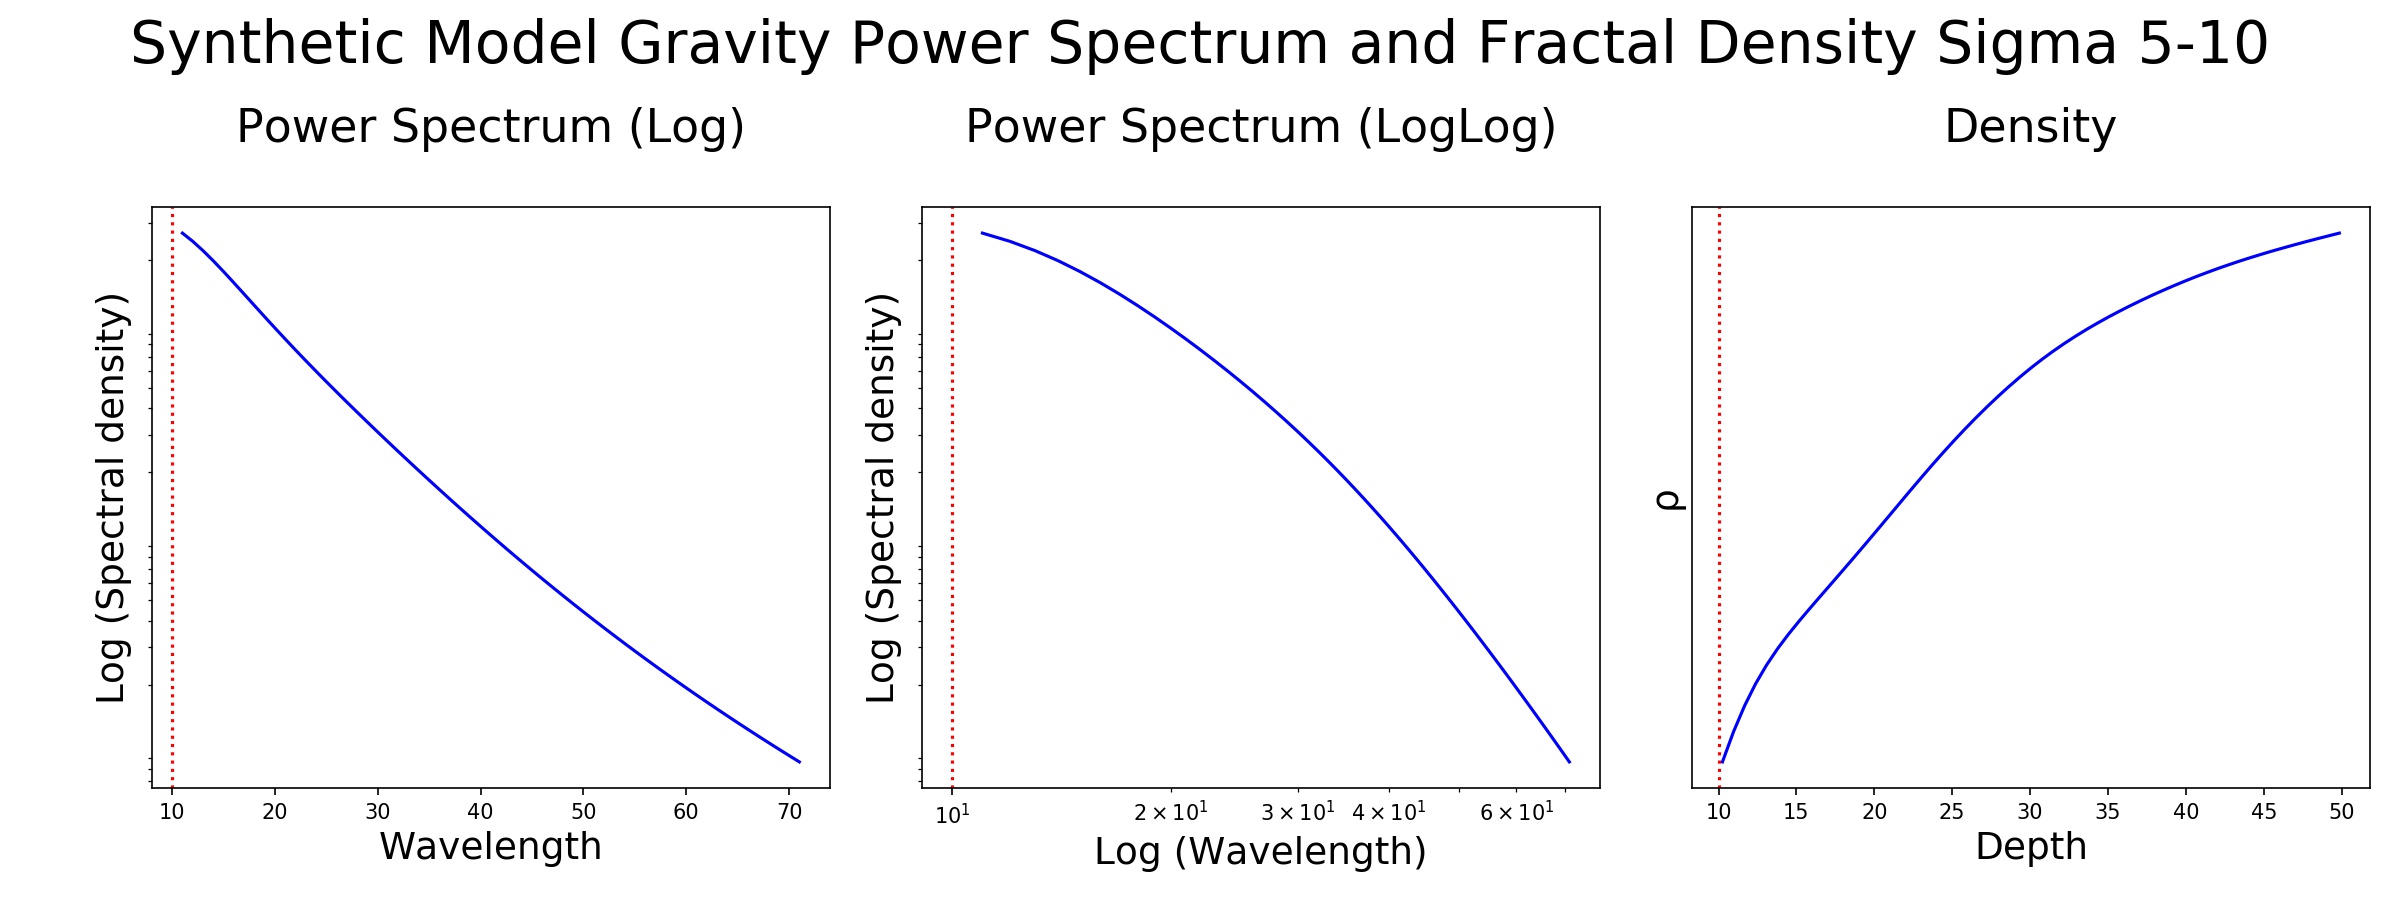 Synthetic Model Gravity Power Spectrum and Fractal Density Sigma 5-10
Power Spectrum (Log)
Log (Spectral density)
10 20 30 40 50 60 70
Wavelength
Power Spectrum (LogLog)
Log (Spectral density)
10¹ 2 × 10¹ 3 × 10¹ 4 × 10¹ 6 × 10¹
Log (Wavelength)
Density
ρ
10 15 20 25 30 35 40 45 50
Depth